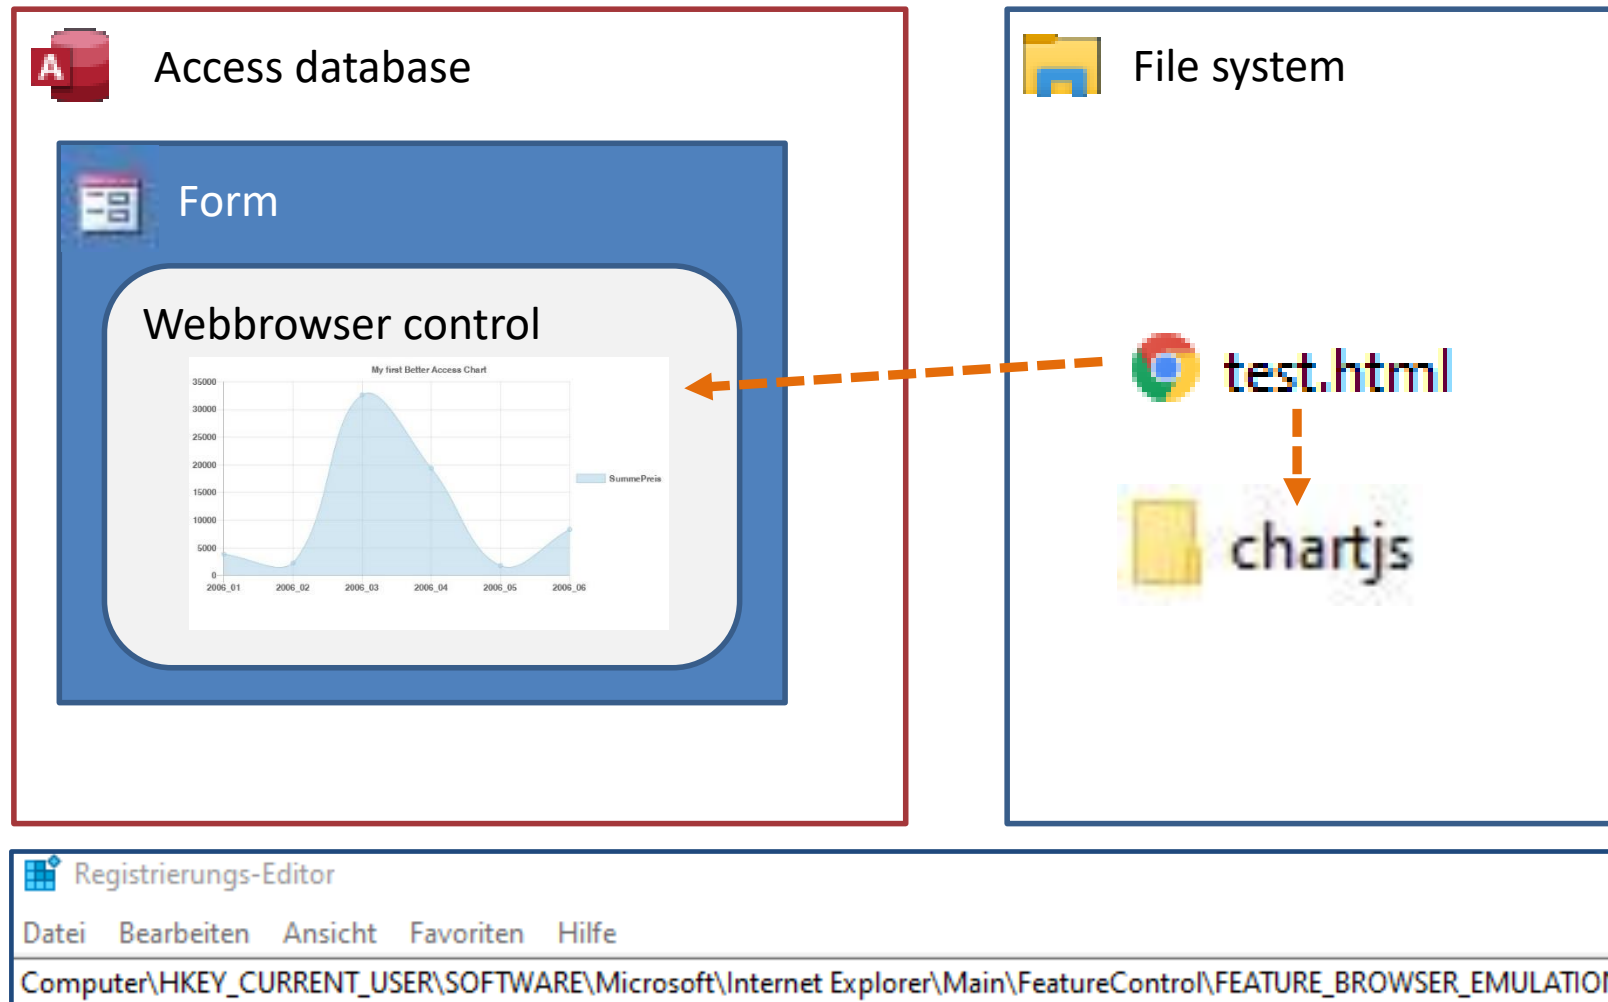 A
Access database
Form
Webbrowser control
My first Better Access Chart
35000
30000
25000
20000
15000
10000
5000
0
2006_01 2006_02 2006_03 2006_04 2006_05 2006_06
SummePreis
File system
test.html
chartjs
Registrierungs-Editor
Datei Bearbeiten Ansicht Favoriten Hilfe
Computer\HKEY_CURRENT_USER\SOFTWARE\Microsoft\Internet Explorer\Main\FeatureControl\FEATURE_BROWSER_EMULATION